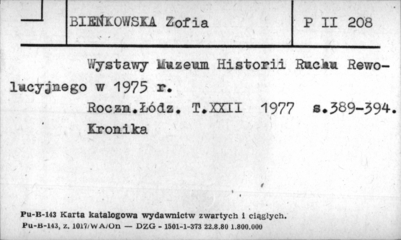 BIEŃKOWSKA Zofia P II 208
Wystawy Muzeum Historii Ruchu Rewo-
lucyjnego w 1975 r.
Roczn.Łódz. T.XXII 1977 s.389-394.
Kronika
Pu-B-143 Karta katalogowa wydawnictw zwartych i ciągłych.
Pu-B-143, z. 1017/WA/On — DZG - 1501-1-373 22.8.80 1.800.000